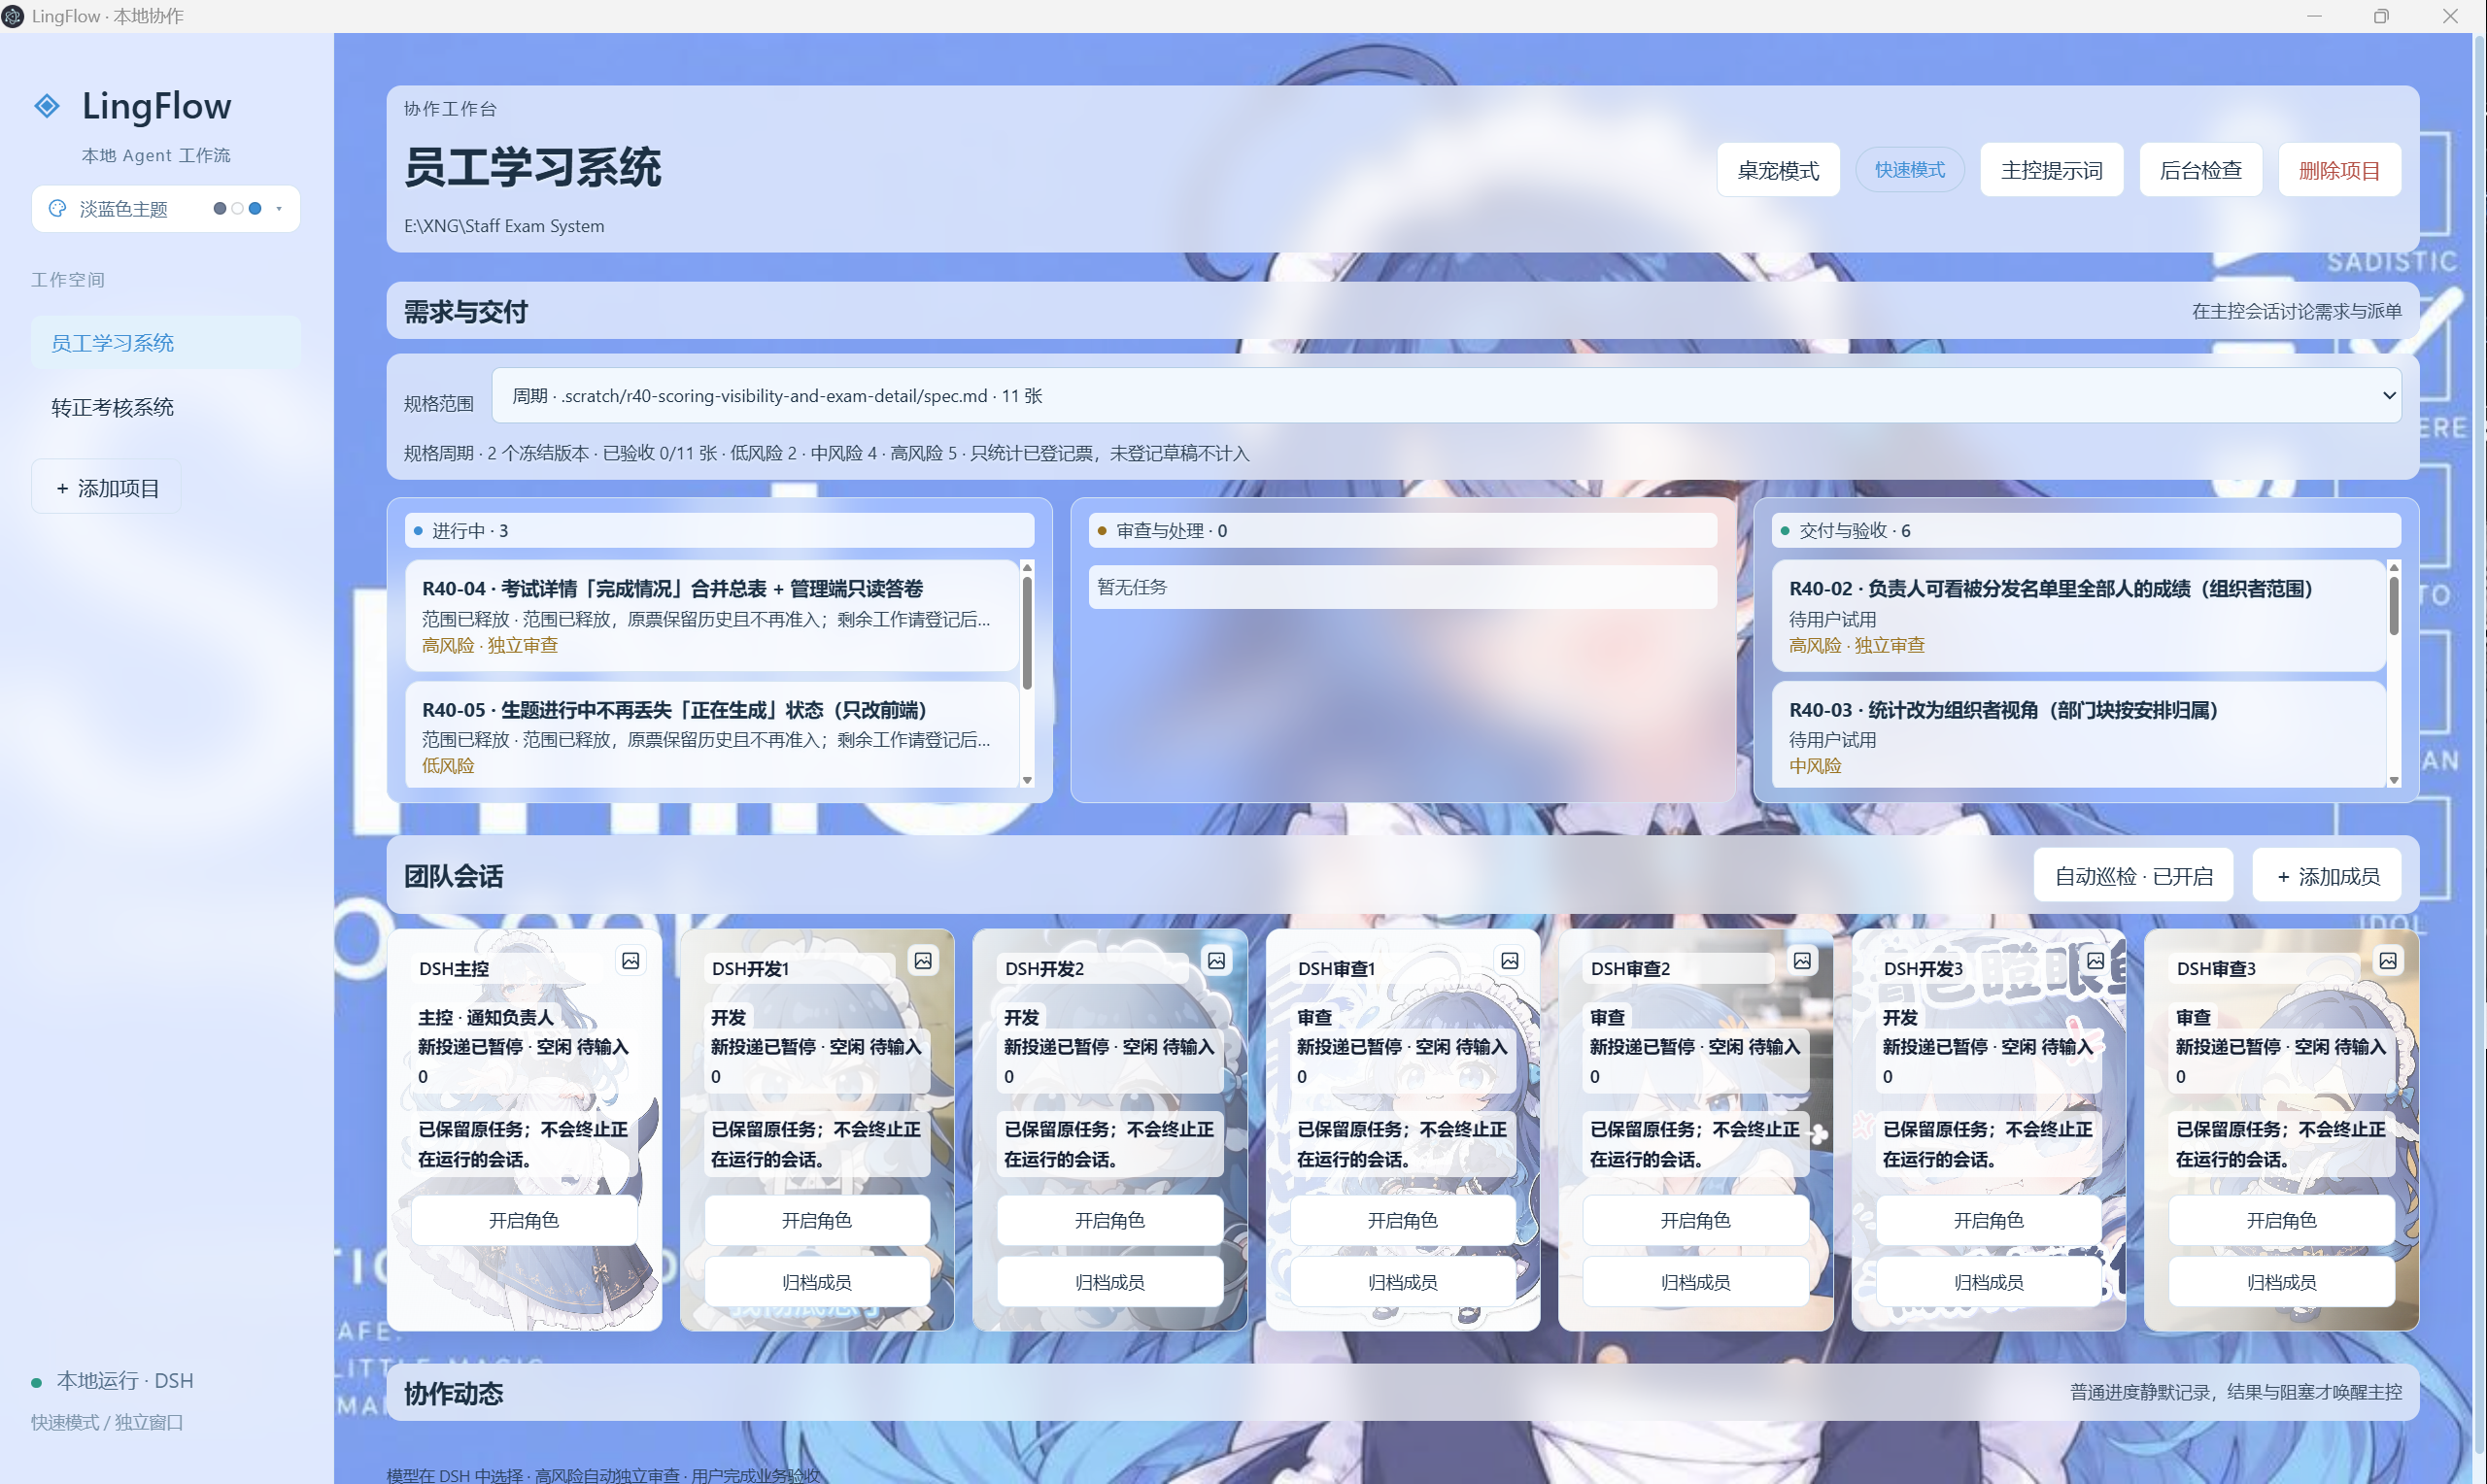 LingFlow · 本地协作
LingFlow
本地 Agent 工作流
淡蓝色主题
工作空间
员工学习系统
转正考核系统
+ 添加项目
本地运行 · DSH
快速模式 / 独立窗口
协作工作台
员工学习系统
E:\XNG\Staff Exam System
桌宠模式
快速模式
主控提示词
后台检查
删除项目
需求与交付
在主控会话讨论需求与派单
规格范围
周期 · .scratch/r40-scoring-visibility-and-exam-detail/spec.md · 11 张
规格周期 · 2 个冻结版本 · 已验收 0/11 张 · 低风险 2 · 中风险 4 · 高风险 5 · 只统计已登记票，未登记草稿不计入
进行中 · 3
R40-04 · 考试详情「完成情况」合并总表 + 管理端只读答卷
范围已释放 · 范围已释放，原票保留历史且不再准入；剩余工作请登记后...
高风险 · 独立审查
R40-05 · 生题进行中不再丢失「正在生成」状态（只改前端）
范围已释放 · 范围已释放，原票保留历史且不再准入；剩余工作请登记后...
低风险
审查与处理 · 0
暂无任务
交付与验收 · 6
R40-02 · 负责人可看被分发名单里全部人的成绩（组织者范围）
待用户试用
高风险 · 独立审查
R40-03 · 统计改为组织者视角（部门块按安排归属）
待用户试用
中风险
SADISTIC
ERE
TO
AN
IDOL
团队会话
自动巡检 · 已开启
+ 添加成员
DSH主控
主控 · 通知负责人
新投递已暂停 · 空闲 待输入
0
已保留原任务；不会终止正
在运行的会话。
开启角色
DSH开发1
开发
新投递已暂停 · 空闲 待输入
0
已保留原任务；不会终止正
在运行的会话。
开启角色
归档成员
DSH开发2
开发
新投递已暂停 · 空闲 待输入
0
已保留原任务；不会终止正
在运行的会话。
开启角色
归档成员
DSH审查1
审查
新投递已暂停 · 空闲 待输入
0
已保留原任务；不会终止正
在运行的会话。
开启角色
归档成员
DSH审查2
审查
新投递已暂停 · 空闲 待输入
0
已保留原任务；不会终止正
在运行的会话。
开启角色
归档成员
DSH开发3
开发
新投递已暂停 · 空闲 待输入
0
已保留原任务；不会终止正
在运行的会话。
开启角色
归档成员
DSH审查3
审查
新投递已暂停 · 空闲 待输入
0
已保留原任务；不会终止正
在运行的会话。
开启角色
归档成员
AFE.
LITTLE MAGIC
MAI
协作动态
普通进度静默记录，结果与阻塞才唤醒主控
模型在 DSH 中选择 · 高风险自动独立审查 · 用户完成业务验收